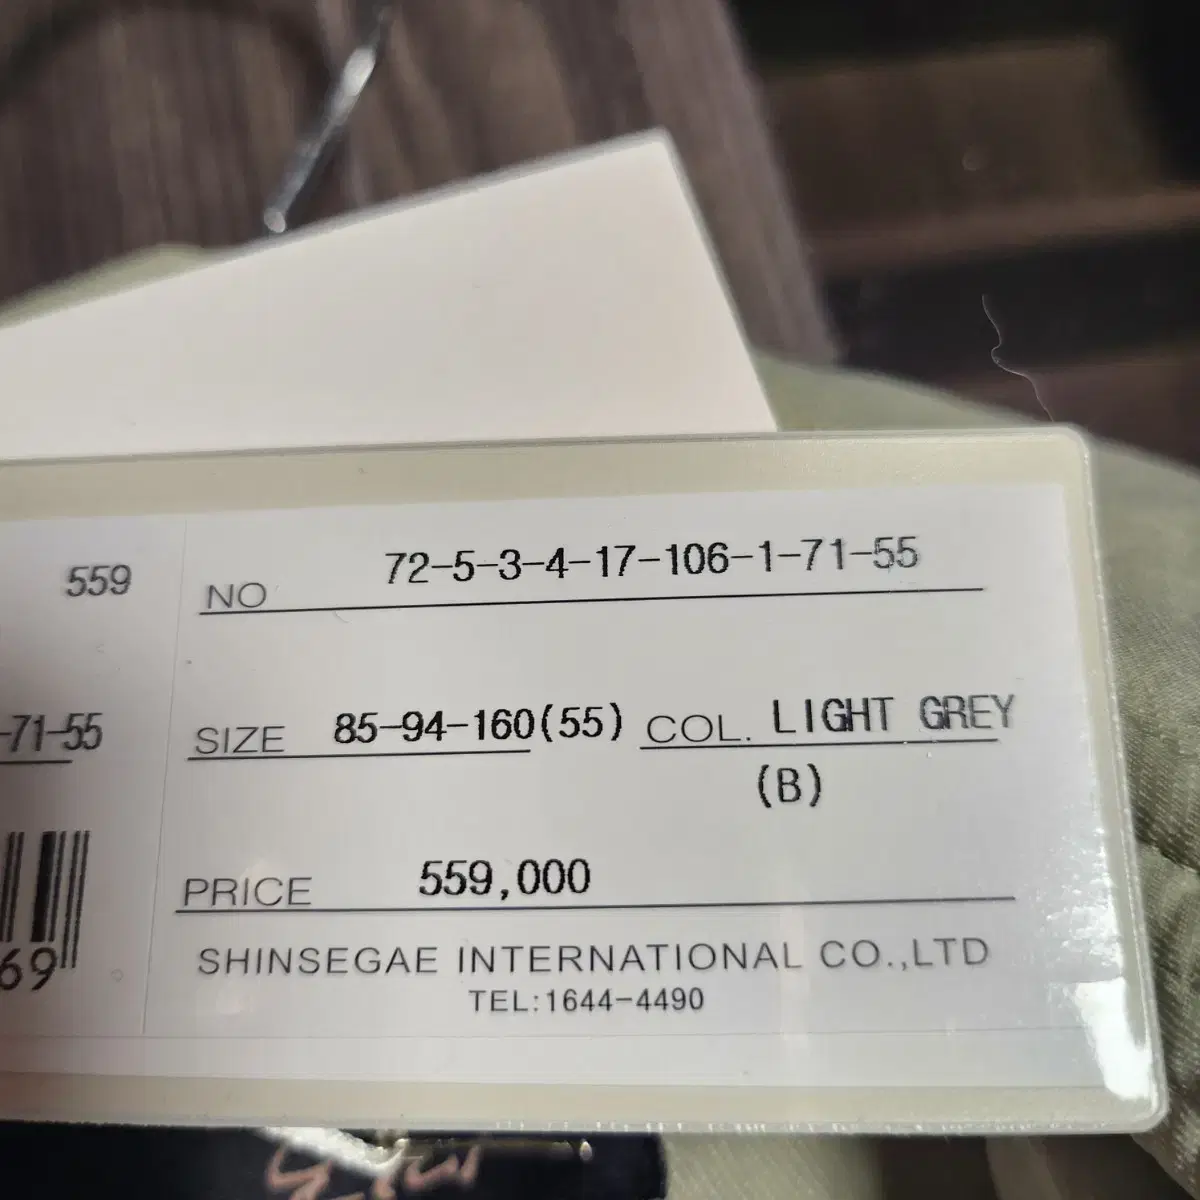 559
NO 72-5-3-4-17-106-1-71-55
-71-55
SIZE 85-94-160(55) COL. LIGHT GREY
(B)
PRICE 559,000
69
SHINSEGAE INTERNATIONAL CO.,LTD
TEL:1644-4490